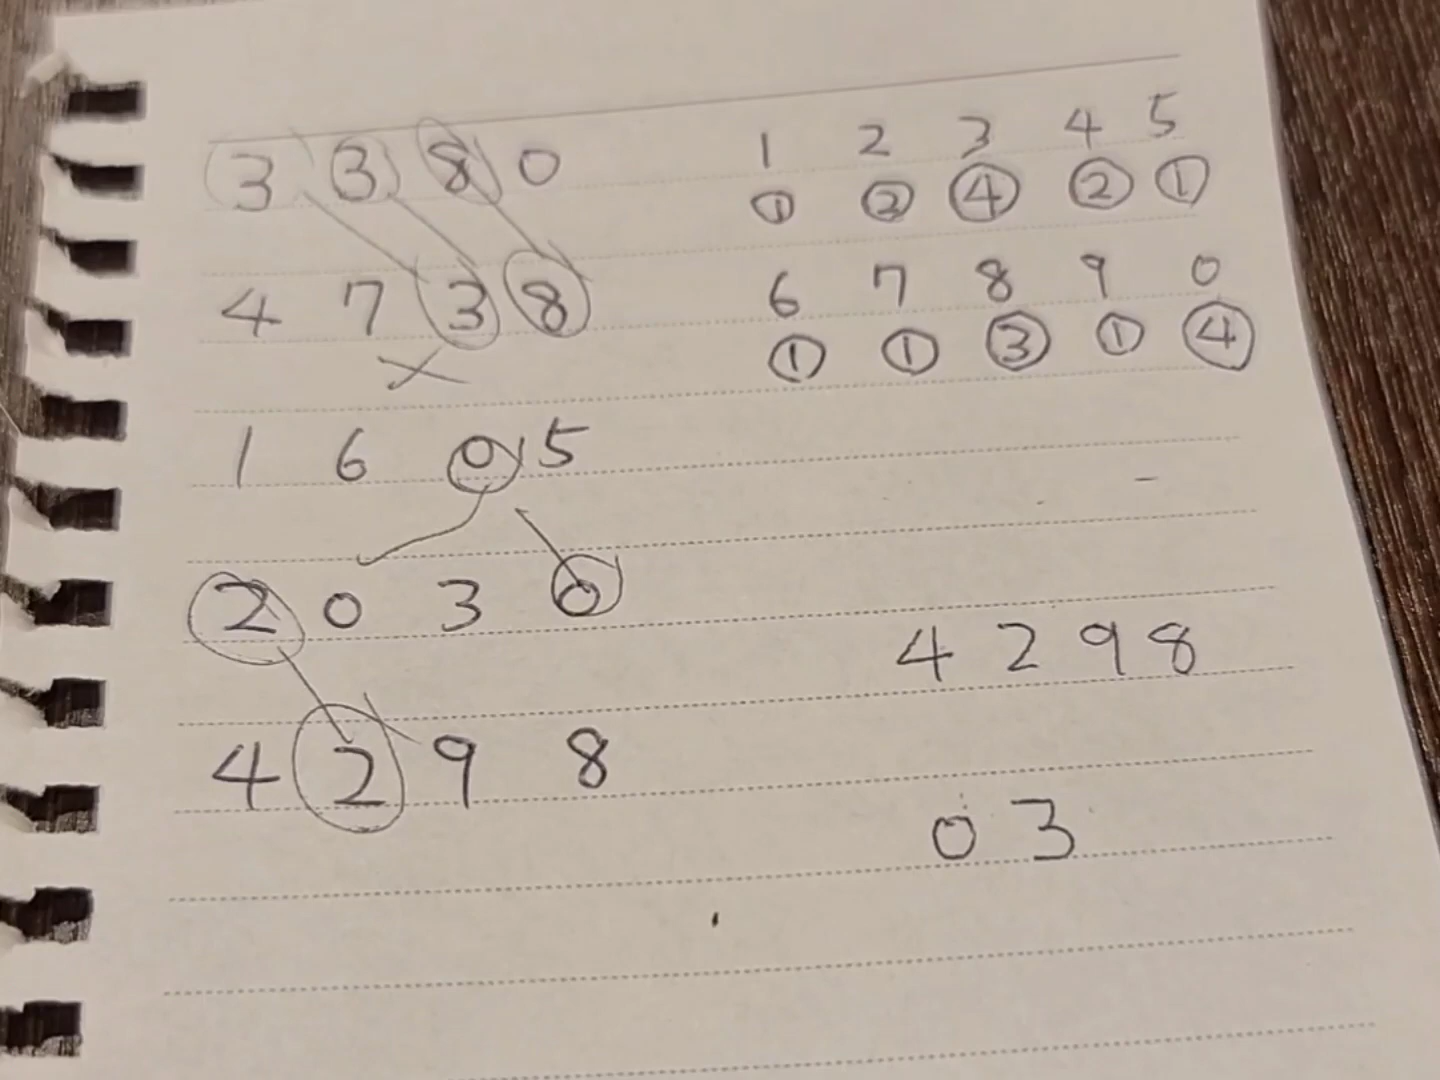 3 3 8 0
1 2 3 4 5
① ② ④ ② ①
4 7 3 8
6 7 8 9 0
① ① ③ ① ④
×
1 6 0 5
2 0 3 0
4 2 9 8
4 2 9 8
0 3